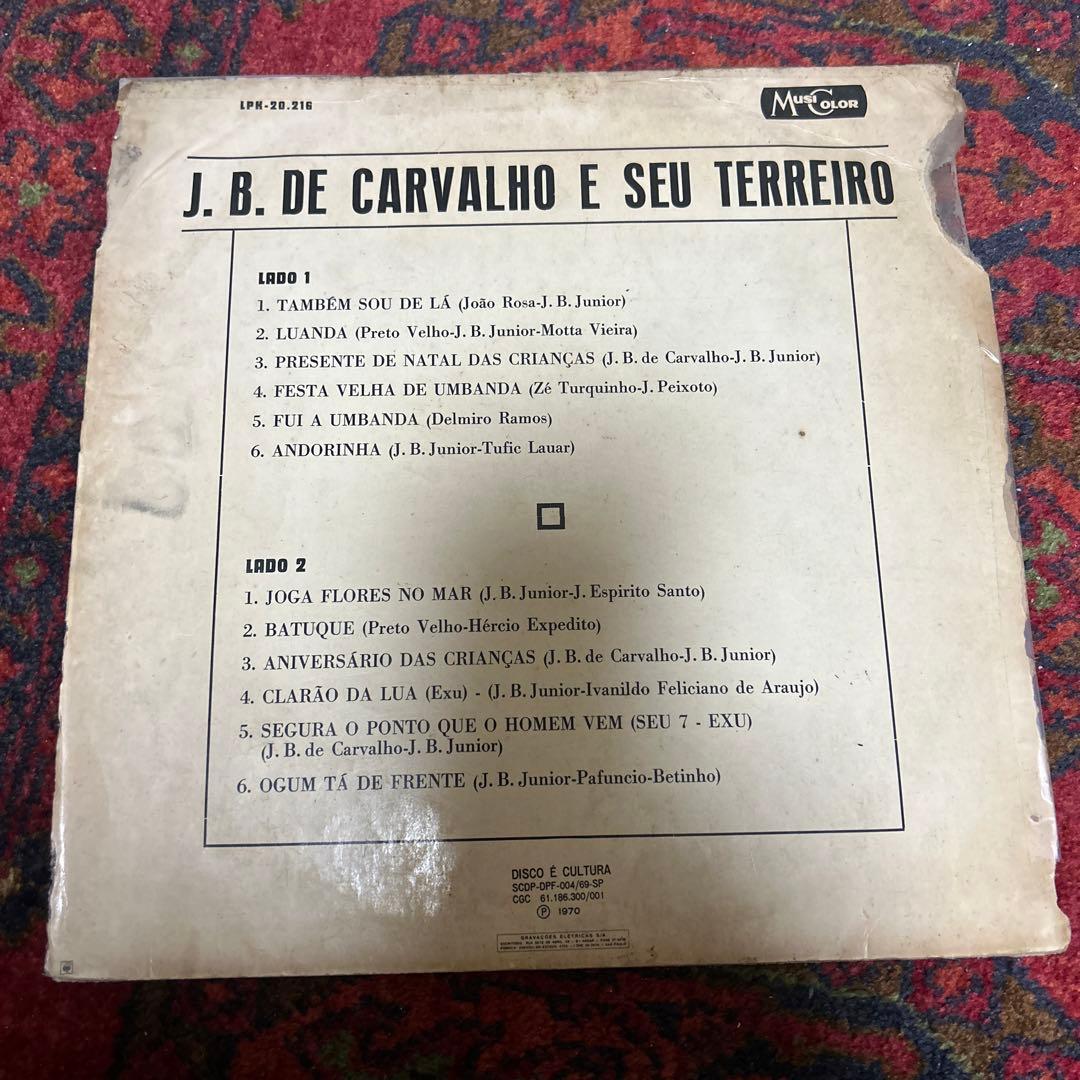 LPK-20.216
MUSICOLOR
J. B. DE CARVALHO E SEU TERREIRO
LADO 1
1. TAMBÉM SOU DE LÁ (João Rosa-J. B. Junior)
2. LUANDA (Preto Velho-J. B. Junior-Motta Vieira)
3. PRESENTE DE NATAL DAS CRIANÇAS (J. B. de Carvalho-J. B. Junior)
4. FESTA VELHA DE UMBANDA (Zé Turquinho-J. Peixoto)
5. FUI A UMBANDA (Delmiro Ramos)
6. ANDORINHA (J. B. Junior-Tufic Lauar)
LADO 2
1. JOGA FLORES NO MAR (J. B. Junior-J. Espirito Santo)
2. BATUQUE (Preto Velho-Hércio Expedito)
3. ANIVERSÁRIO DAS CRIANÇAS (J. B. de Carvalho-J. B. Junior)
4. CLARÃO DA LUA (Exu) - (J. B. Junior-Ivanildo Feliciano de Araujo)
5. SEGURA O PONTO QUE O HOMEM VEM (SEU 7 - EXU)
(J. B. de Carvalho-J. B. Junior)
6. OGUM TÁ DE FRENTE (J. B. Junior-Pafuncio-Betinho)
DISCO É CULTURA
SCDP-DPF-004/69-SP
CGC 61.186.300/001
Ⓟ 1970
GRAVAÇÕES ELÉTRICAS S/A